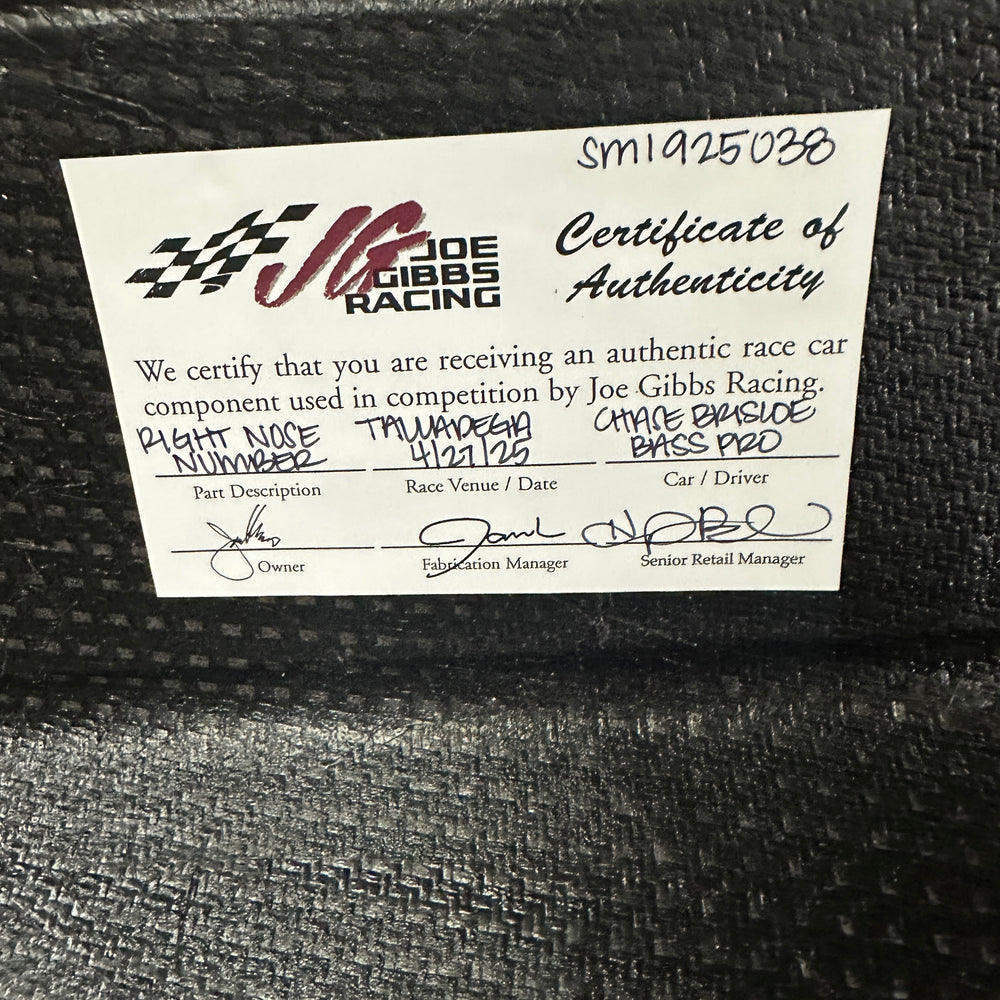 SM1925038
JG JOE
GIBBS
RACING
Certificate of
Authenticity
We certify that you are receiving an authentic race car
component used in competition by Joe Gibbs Racing.
RIGHT NOSE
NUMBER
TALLADEGA
4/27/25
CHASE BRISCOE
BASS PRO
Part Description
Race Venue / Date
Car / Driver
Owner
Fabrication Manager
Senior Retail Manager